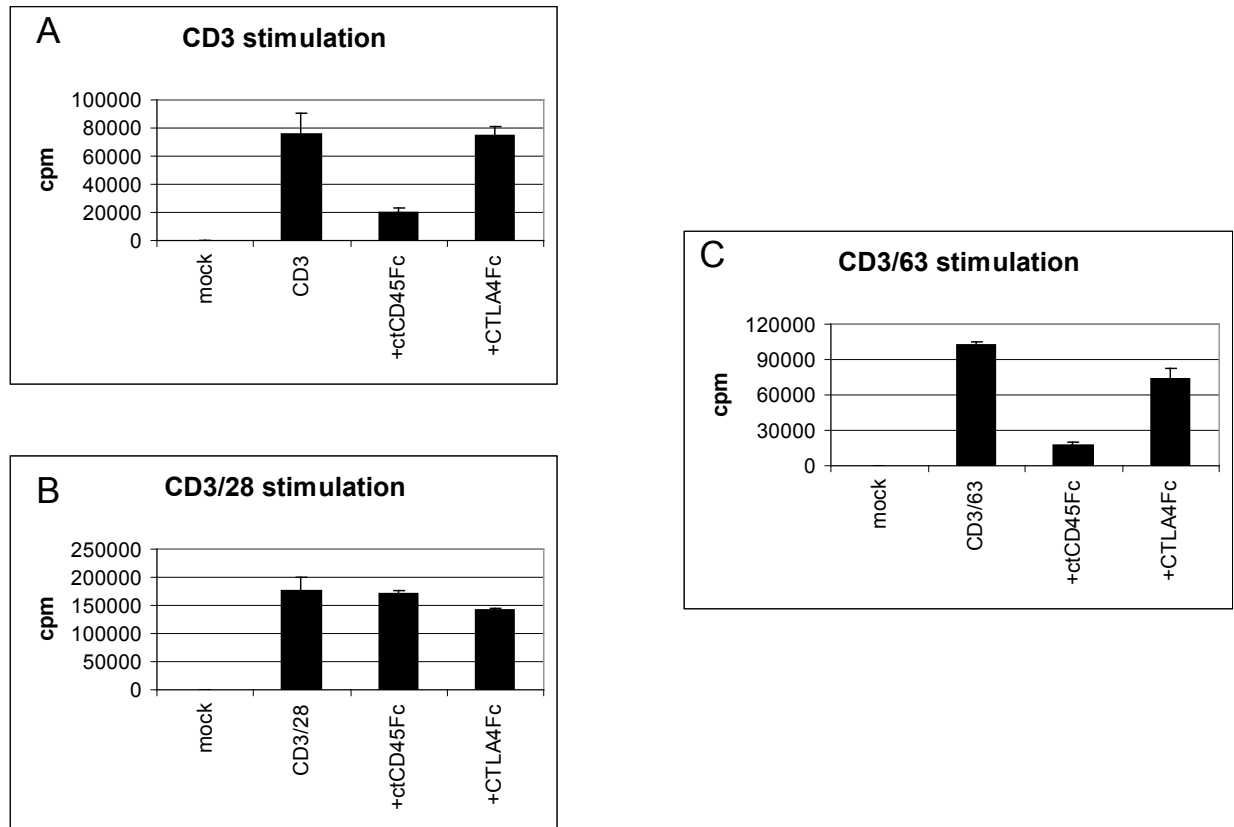 A
CD3 stimulation
100000
80000
60000
40000
20000
0
cpm
mock
CD3
+ctCD45Fc
+CTLA4Fc
B
CD3/28 stimulation
250000
200000
150000
100000
50000
0
cpm
mock
CD3/28
+ctCD45Fc
+CTLA4Fc
C
CD3/63 stimulation
120000
90000
60000
30000
0
cpm
mock
CD3/63
+ctCD45Fc
+CTLA4Fc